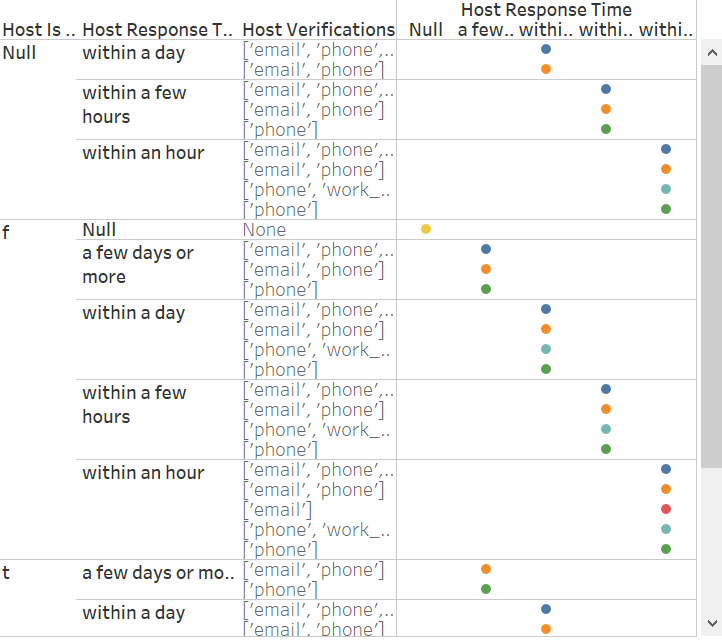 Host Response Time
Host Is .. Host Response T.. Host Verifications Null a few.. withi.. withi.. withi..
Null within a day ['email', 'phone',..
['email', 'phone']
within a few hours ['email', 'phone',..
['email', 'phone']
['phone']
within an hour ['email', 'phone',..
['email', 'phone']
['phone', 'work_..
['phone']
f Null None
a few days or more ['email', 'phone',..
['email', 'phone']
['phone']
within a day ['email', 'phone',..
['email', 'phone']
['phone', 'work_..
['phone']
within a few hours ['email', 'phone',..
['email', 'phone']
['phone', 'work_..
['phone']
within an hour ['email', 'phone',..
['email', 'phone']
['email']
['phone', 'work_..
['phone']
t a few days or mo.. ['email', 'phone']
['phone']
within a day ['email', 'phone',..
['email', 'phone']